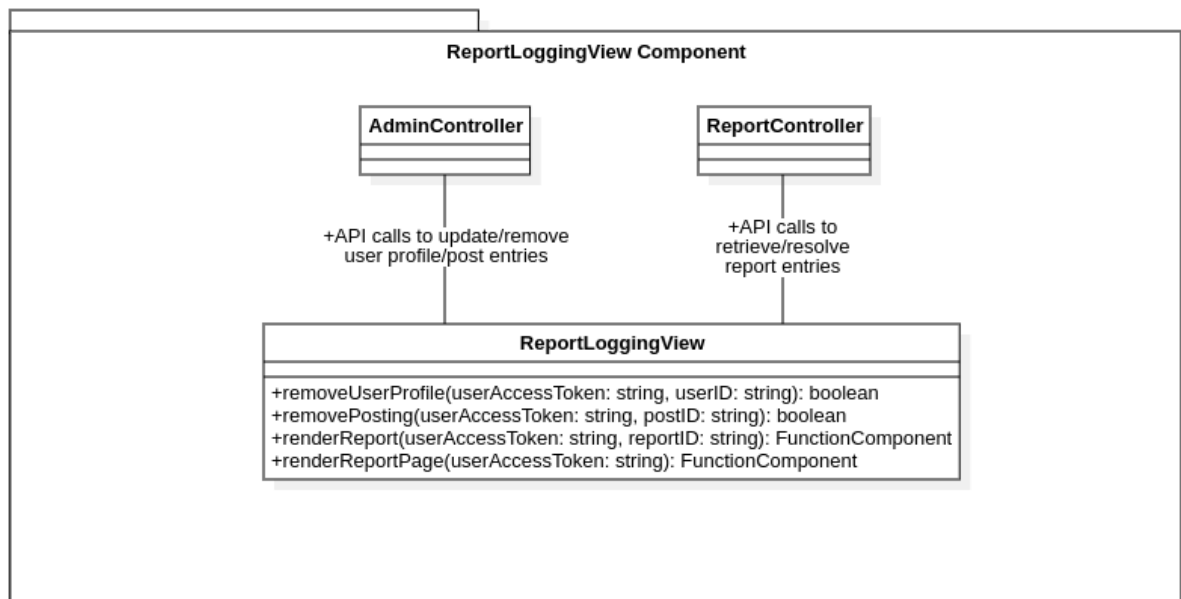 ReportLoggingView Component
AdminController
ReportController
+API calls to update/remove
user profile/post entries
+API calls to
retrieve/resolve
report entries
ReportLoggingView
+removeUserProfile(userAccessToken: string, userID: string): boolean
+removePosting(userAccessToken: string, postID: string): boolean
+renderReport(userAccessToken: string, reportID: string): FunctionComponent
+renderReportPage(userAccessToken: string): FunctionComponent